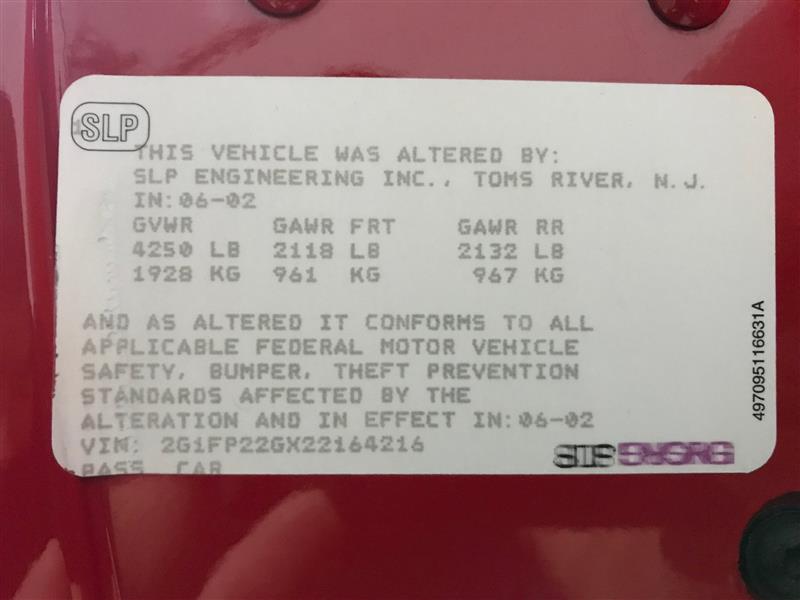 SLP
THIS VEHICLE WAS ALTERED BY:
SLP ENGINEERING INC., TOMS RIVER, N.J.
IN:06-02
GVWR GAWR FRT GAWR RR
4250 LB 2118 LB 2132 LB
1928 KG 961 KG 967 KG
AND AS ALTERED IT CONFORMS TO ALL
APPLICABLE FEDERAL MOTOR VEHICLE
SAFETY, BUMPER, THEFT PREVENTION
STANDARDS AFFECTED BY THE
ALTERATION AND IN EFFECT IN:06-02
VIN: 2G1FP22GX22164216
PASS CAR
497095116631A